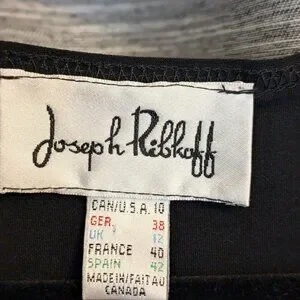 Joseph Ribkoff
CAN/U.S.A. 10
GER. 38
UK 12
FRANCE 40
SPAIN 42
MADE IN/FAIT AU
CANADA